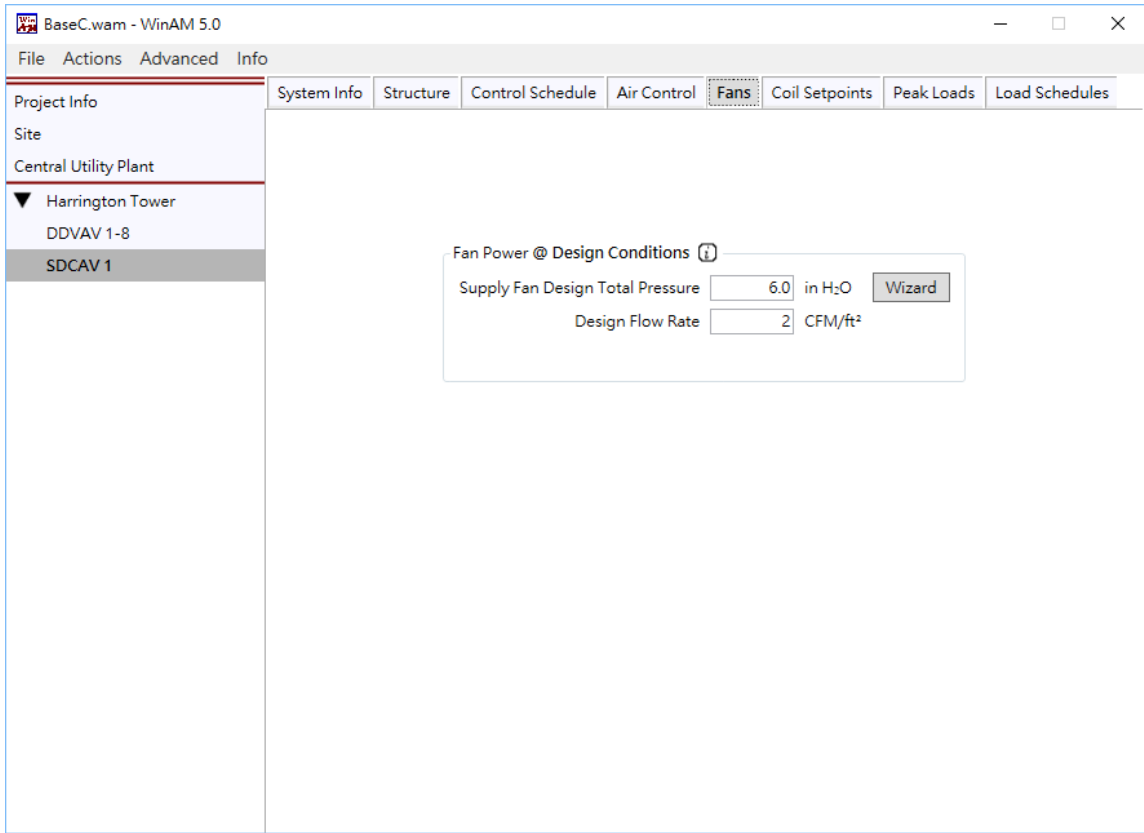 BaseC.wam - WinAM 5.0
File Actions Advanced Info
Project Info
Site
Central Utility Plant
Harrington Tower
DDVAV 1-8
SDCAV 1
System Info Structure Control Schedule Air Control Fans Coil Setpoints Peak Loads Load Schedules
Fan Power @ Design Conditions i
Supply Fan Design Total Pressure 6.0 in H₂O Wizard
Design Flow Rate 2 CFM/ft²